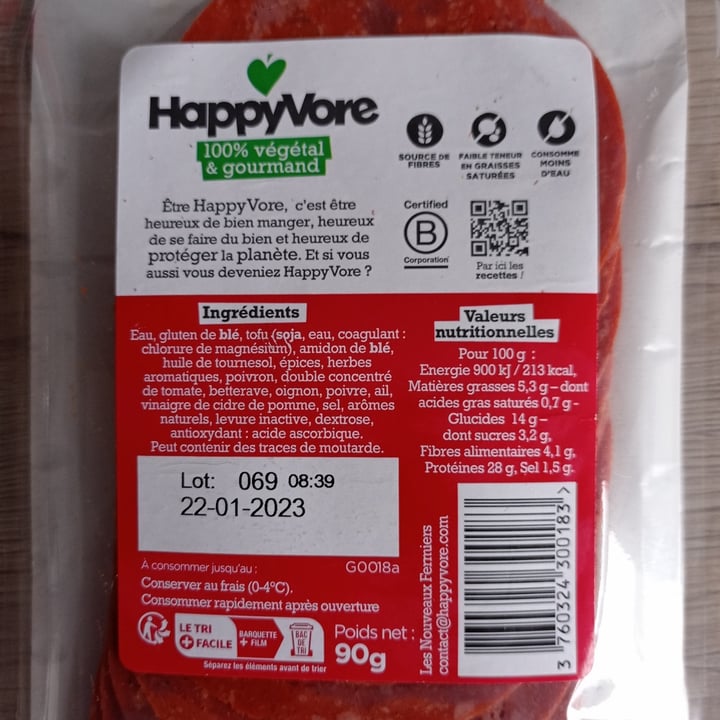 HappyVore
100% végétal
& gourmand
SOURCE DE
FIBRES
FAIBLE TENEUR
EN GRAISSES
SATURÉES
CONSOMME
MOINS
D'EAU
Être HappyVore, c'est être
heureux de bien manger, heureux
de se faire du bien et heureux de
protéger la planète. Et si vous
aussi vous deveniez HappyVore ?
Certified
B
Corporation
Par ici les
recettes !
Ingrédients
Eau, gluten de blé, tofu (soja, eau, coagulant :
chlorure de magnésium), amidon de blé,
huile de tournesol, épices, herbes
aromatiques, poivron, double concentré
de tomate, betterave, oignon, poivre, ail,
vinaigre de cidre de pomme, sel, arômes
naturels, levure inactive, dextrose,
antioxydant : acide ascorbique.
Peut contenir des traces de moutarde.
Valeurs
nutritionnelles
Pour 100 g :
Energie 900 kJ / 213 kcal,
Matières grasses 5,3 g – dont
acides gras saturés 0,7 g –
Glucides 14 g –
dont sucres 3,2 g,
Fibres alimentaires 4,1 g,
Protéines 28 g, Sel 1,5 g.
Lot: 069 08:39
22-01-2023
À consommer jusqu'au :
G0018a
Conserver au frais (0-4°C).
Consommer rapidement après ouverture
LE TRI
+ FACILE
BARQUETTE
+ FILM
BAC
DE
TRI
Séparez les éléments avant de trier
Poids net :
90g
Les Nouveaux Fermiers
contact@happyvore.com
3 760324 300183 >